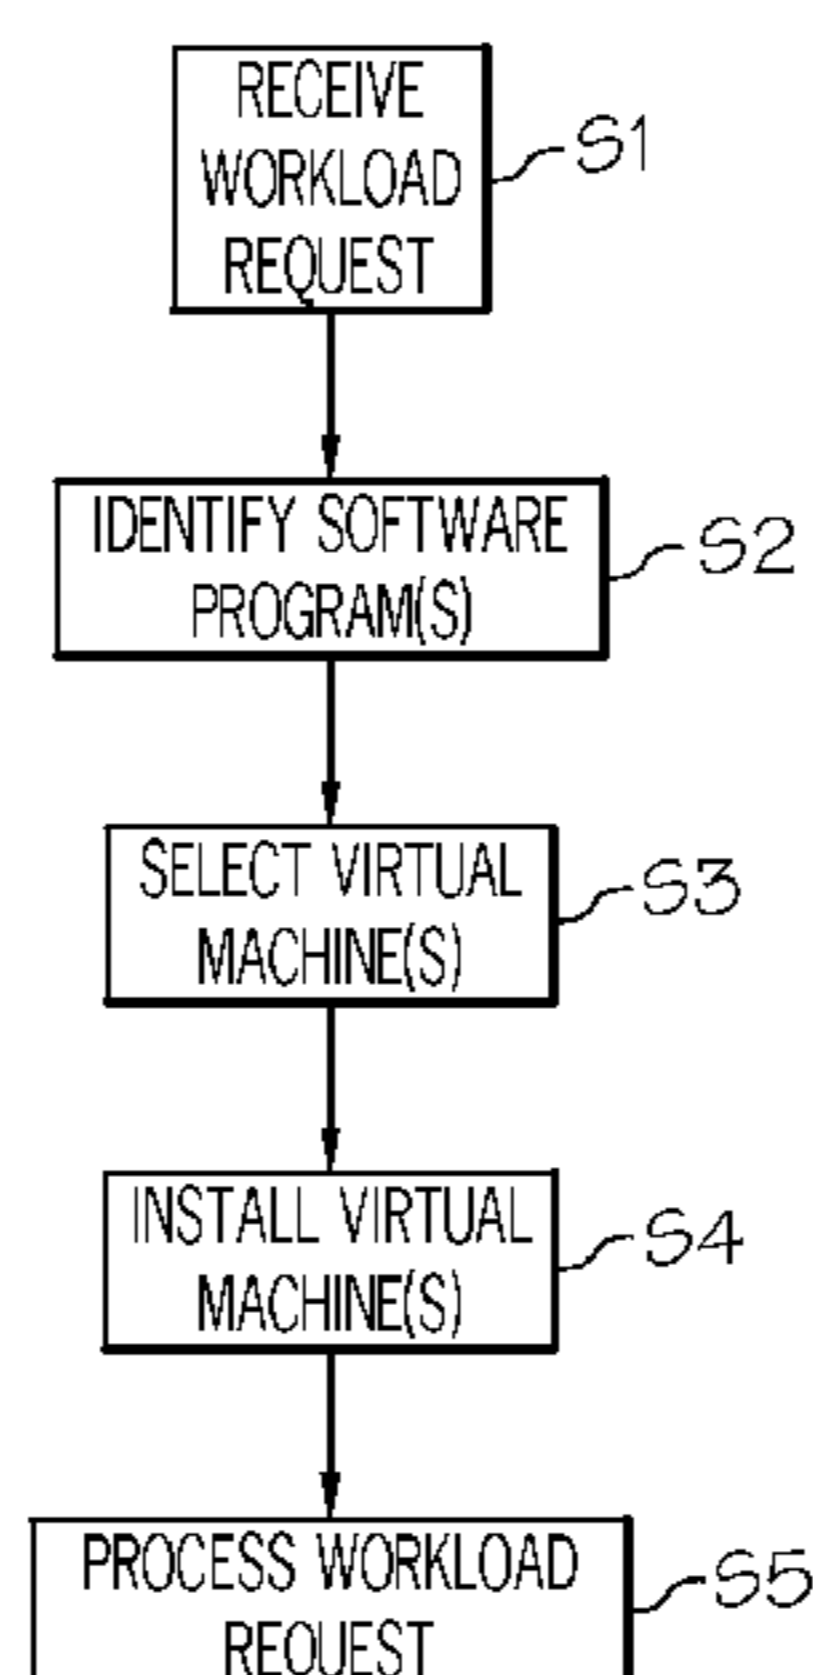 RECEIVE
WORKLOAD
REQUEST
S1
IDENTIFY SOFTWARE
PROGRAM(S)
S2
SELECT VIRTUAL
MACHINE(S)
S3
INSTALL VIRTUAL
MACHINE(S)
S4
PROCESS WORKLOAD
REQUEST
S5